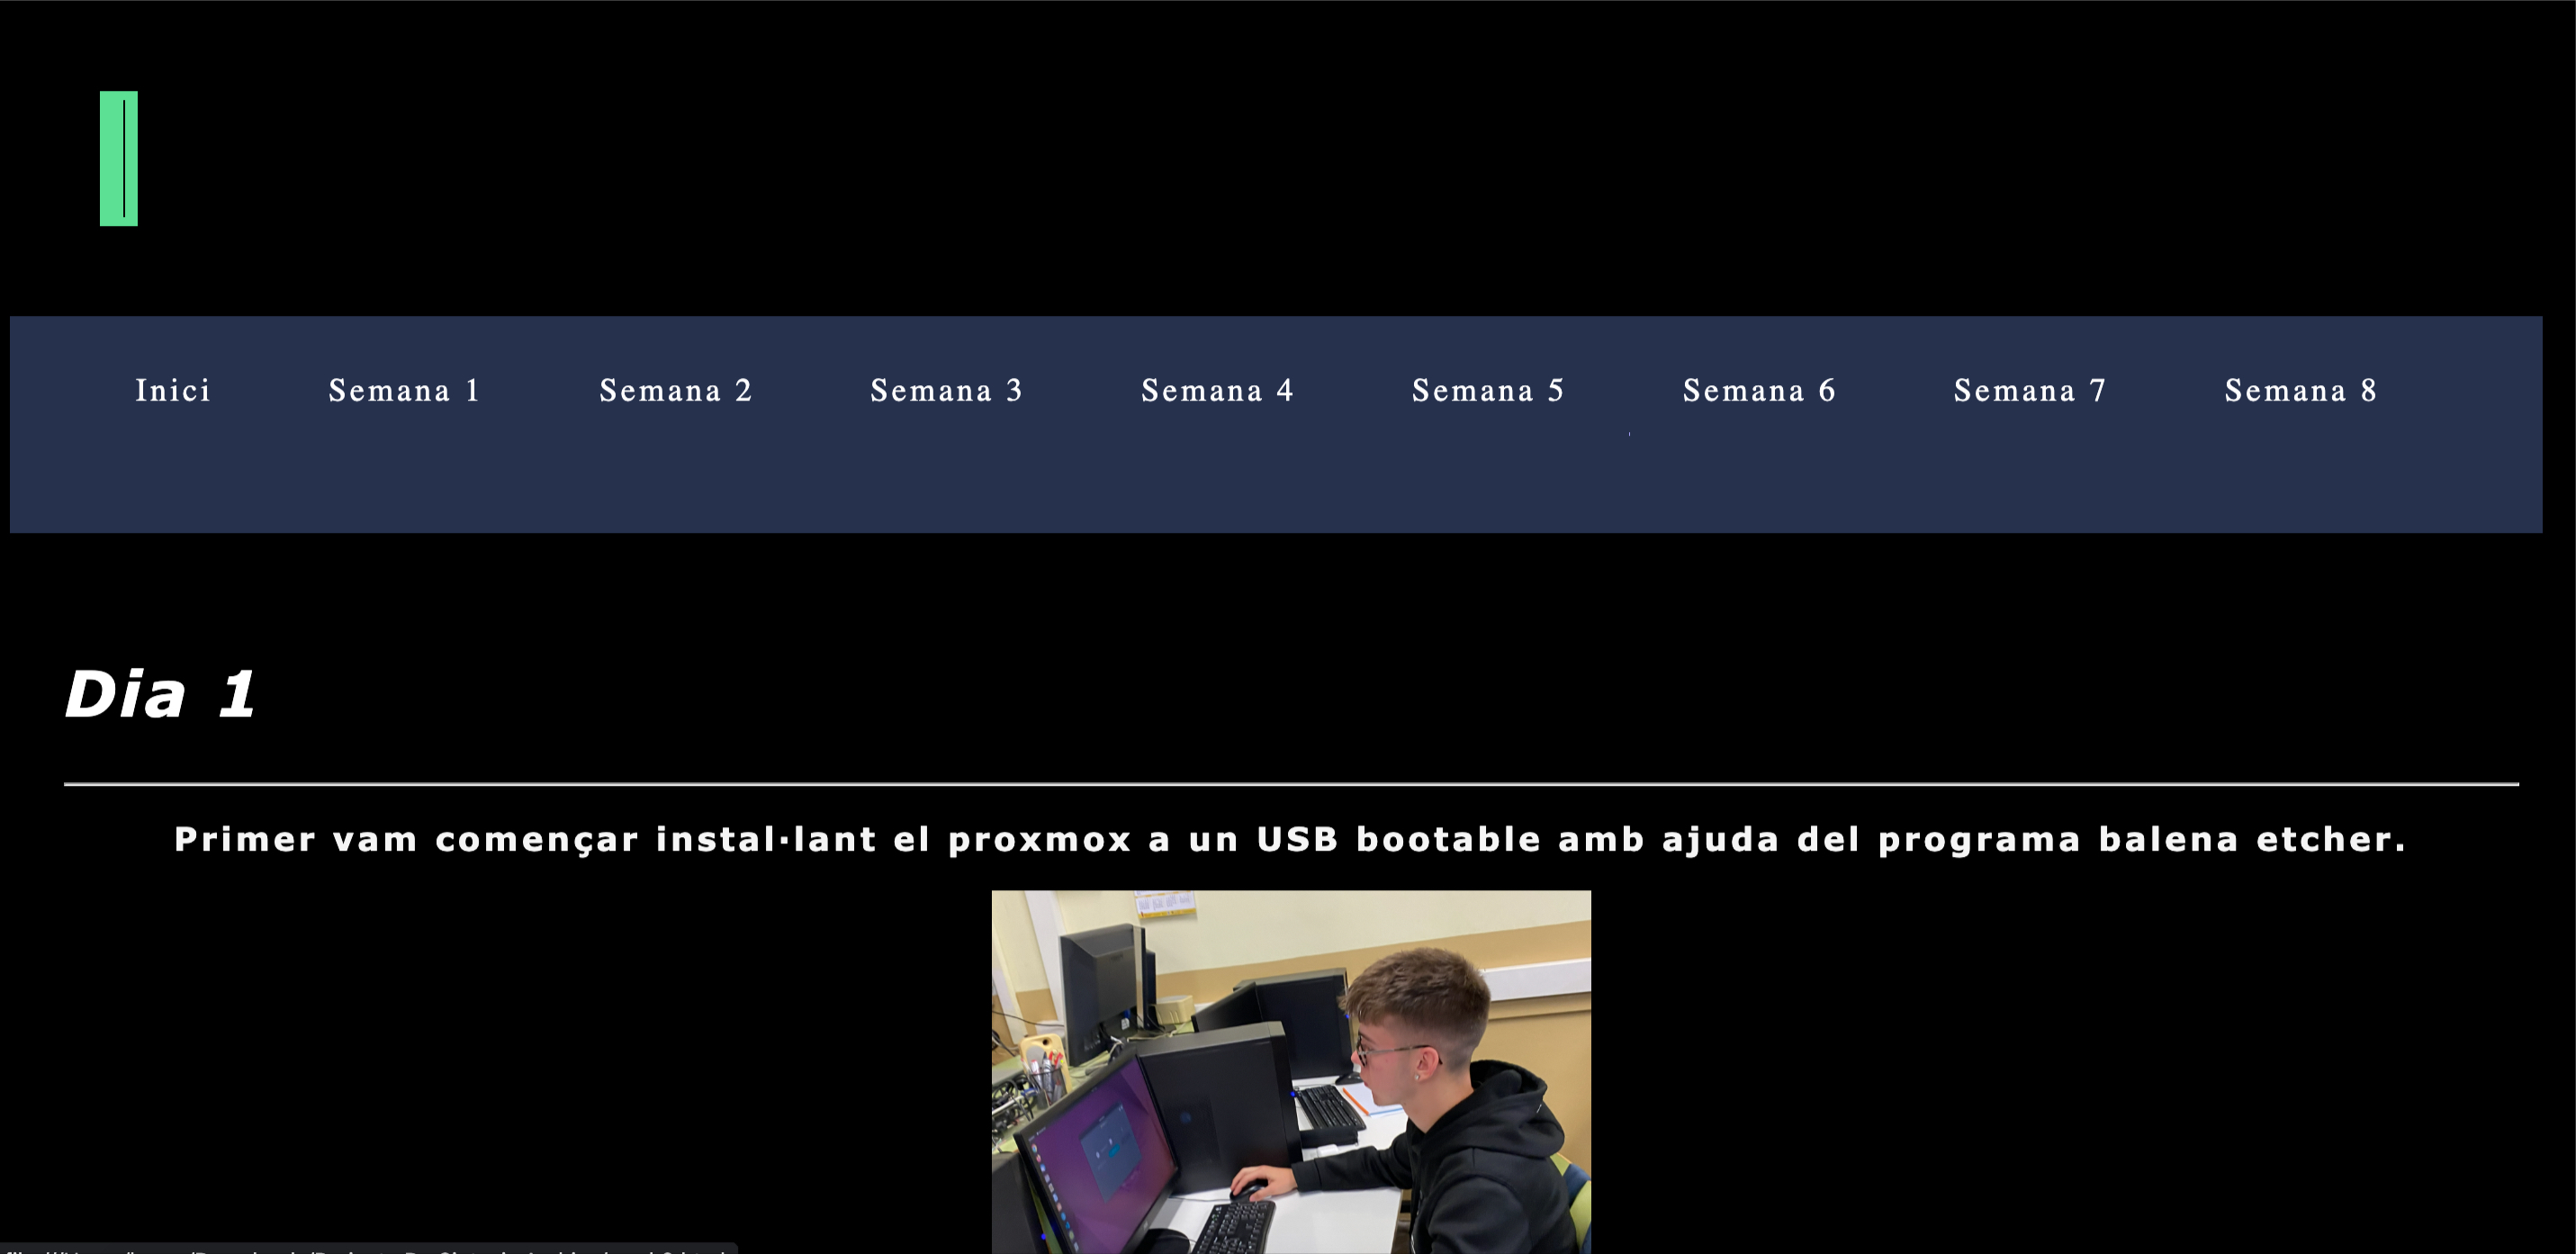 Inici Semana 1 Semana 2 Semana 3 Semana 4 Semana 5 Semana 6 Semana 7 Semana 8
Dia 1
Primer vam començar instal·lant el proxmox a un USB bootable amb ajuda del programa balena etcher.